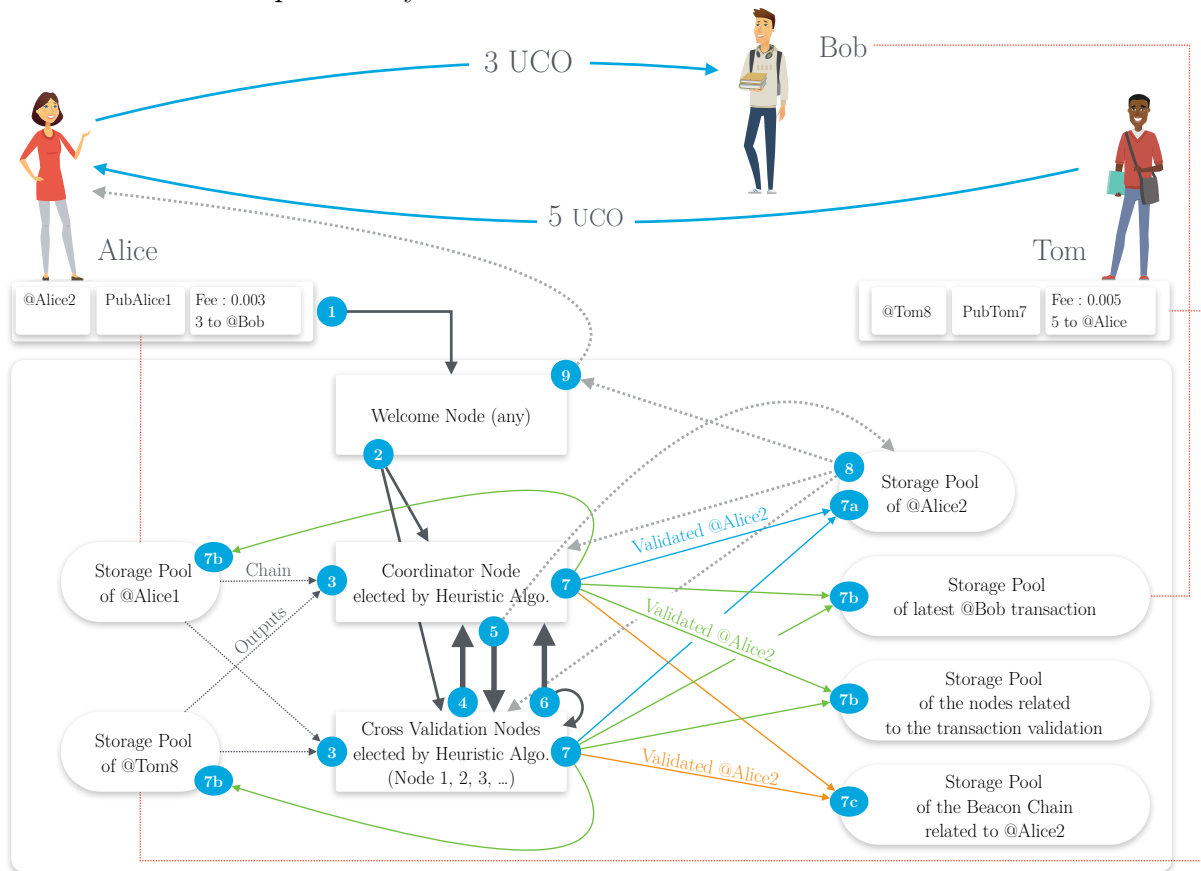 Bob
3 UCO
5 UCO
Alice
Tom
@Alice2
PubAlice1
Fee : 0.003
3 to @Bob
1
@Tom8
PubTom7
Fee : 0.005
5 to @Alice
9
Welcome Node (any)
2
8
Storage Pool
of @Alice2
7a
Validated @Alice2
7b
Storage Pool
of @Alice1
Chain
3
Coordinator Node
elected by Heuristic Algo.
7
7b
Storage Pool
of latest @Bob transaction
Outputs
Validated @Alice2
5
4
6
7b
Storage Pool
of the nodes related
to the transaction validation
Storage Pool
of @Tom8
7b
3
Cross Validation Nodes
elected by Heuristic Algo.
(Node 1, 2, 3, ...)
7
Validated @Alice2
7c
Storage Pool
of the Beacon Chain
related to @Alice2